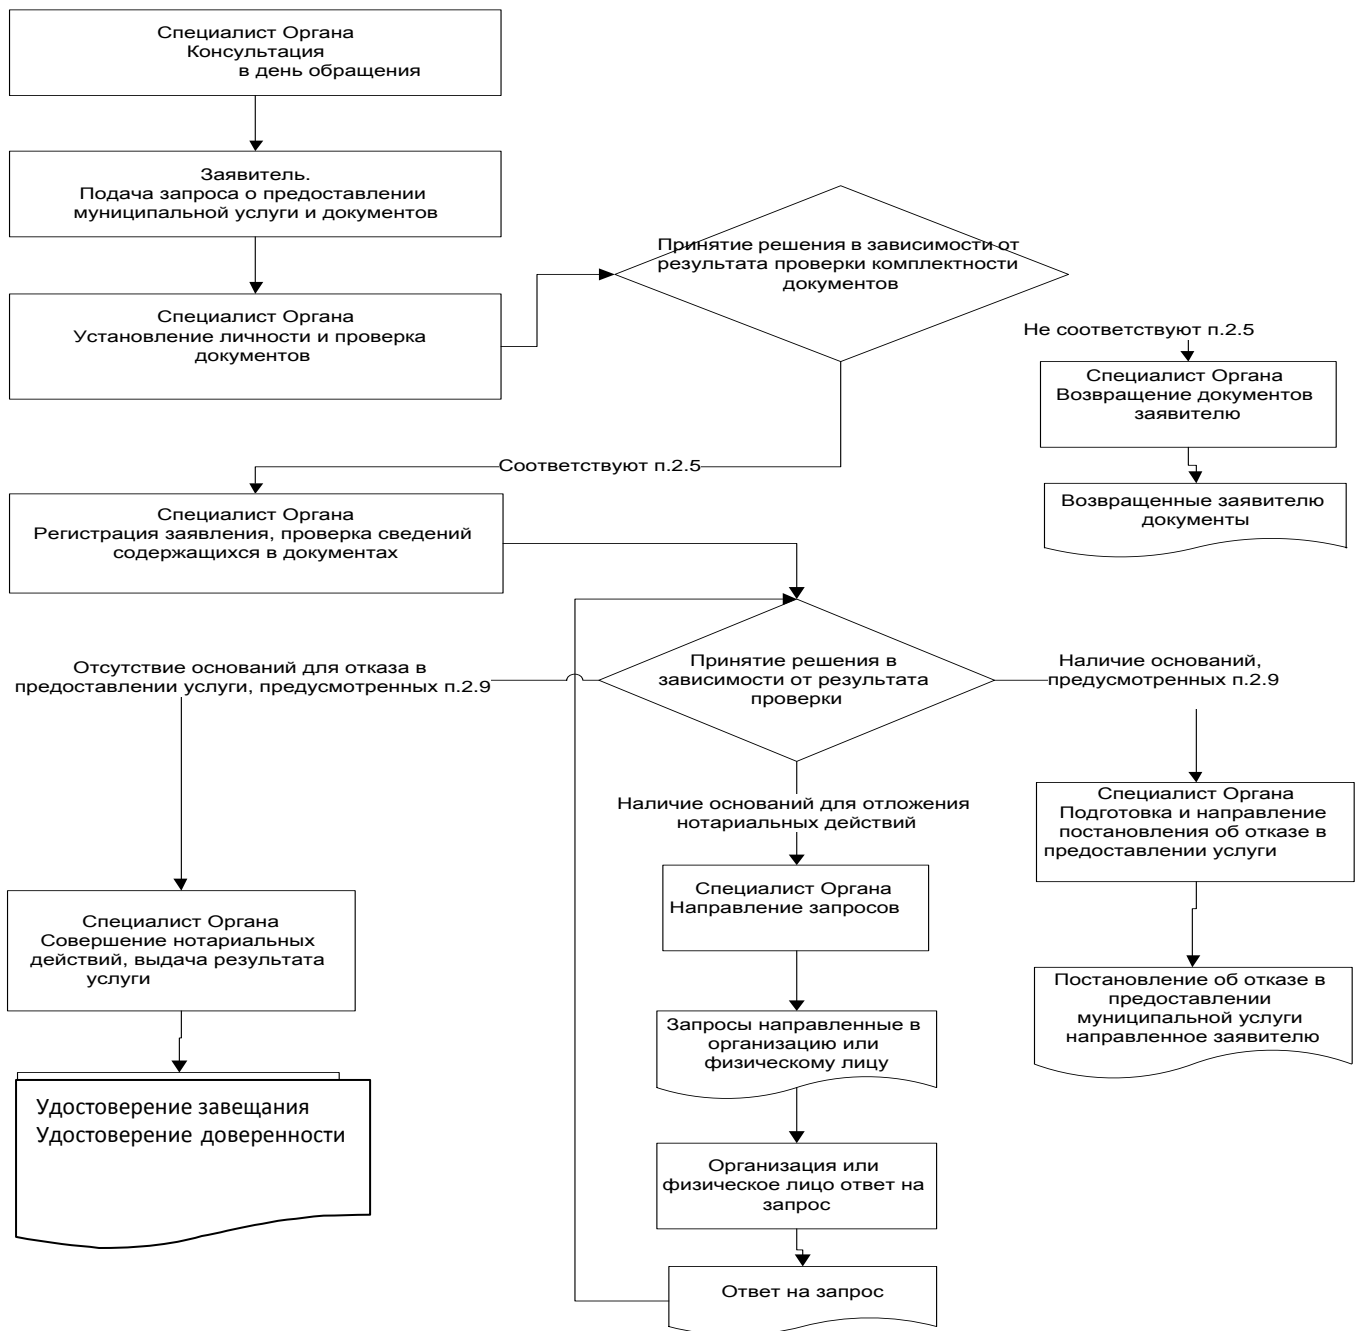 Специалист Органа
Консультация
в день обращения
Заявитель.
Подача запроса о предоставлении
муниципальной услуги и документов
Принятие решения в зависимости от
результата проверки комплектности
документов
Специалист Органа
Установление личности и проверка
документов
Не соответствуют п.2.5
Специалист Органа
Возвращение документов
заявителю
Соответствуют п.2.5
Возвращенные заявителю
документы
Специалист Органа
Регистрация заявления, проверка сведений
содержащихся в документах
Отсутствие оснований для отказа в
предоставлении услуги, предусмотренных п.2.9
Принятие решения в
зависимости от результата
проверки
Наличие оснований,
предусмотренных п.2.9
Наличие оснований для отложения
нотариальных действий
Специалист Органа
Подготовка и направление
постановления об отказе в
предоставлении услуги
Специалист Органа
Направление запросов
Специалист Органа
Совершение нотариальных
действий, выдача результата
услуги
Постановление об отказе в
предоставлении
муниципальной услуги
направленное заявителю
Запросы направленные в
организацию или
физическому лицу
Удостоверение завещания
Удостоверение доверенности
Организация или
физическое лицо ответ на
запрос
Ответ на запрос